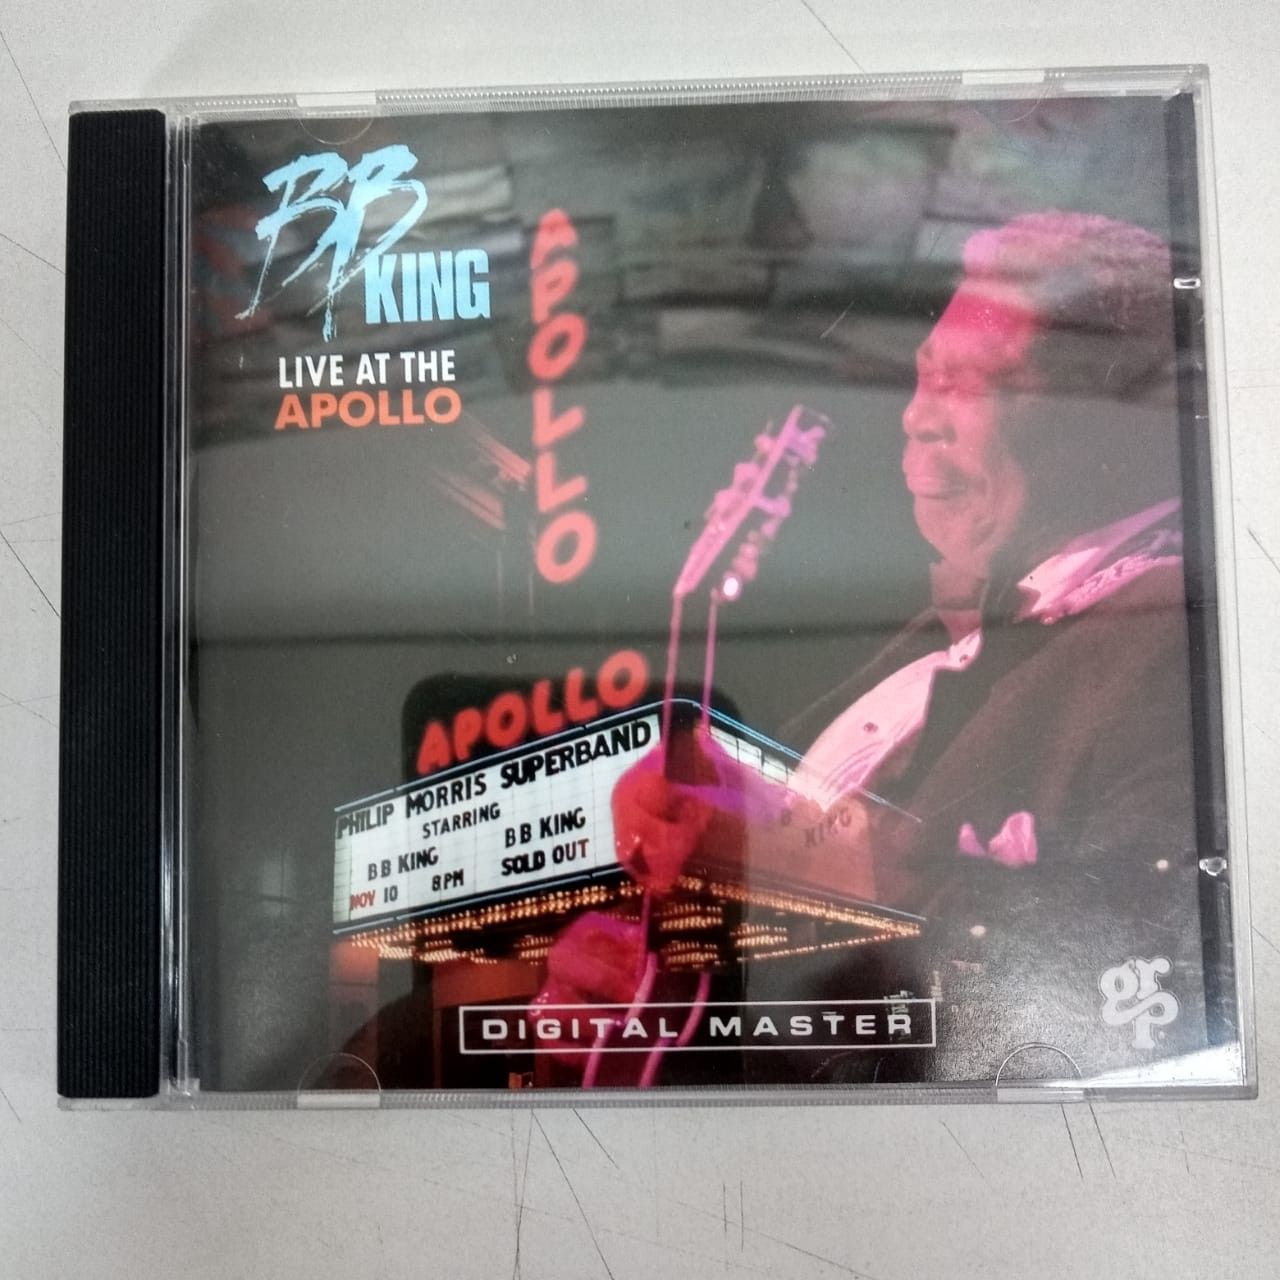 BB
KING
LIVE AT THE
APOLLO
APOLLO
APOLLO
PHILIP MORRIS SUPERBAND
STARRING
BB KING
BB KING
NOV 10 8PM
SOLD OUT
B KING
DIGITAL MASTER
grp